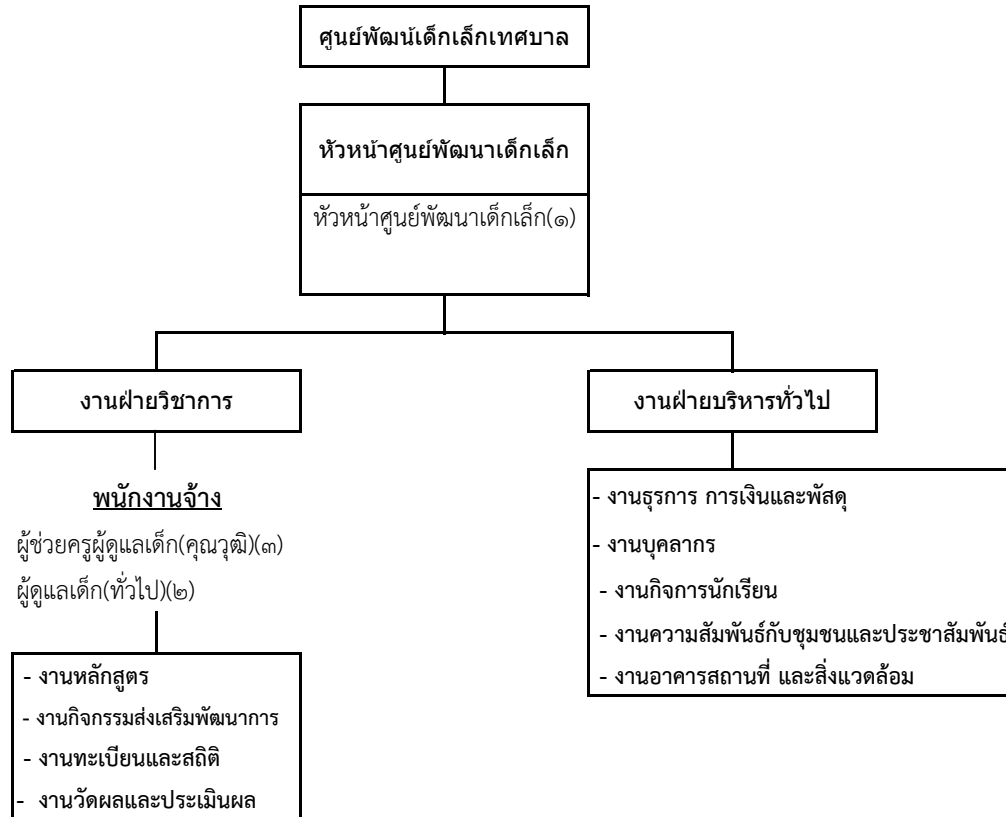 ศูนย์พัฒน์เด็กเล็กเทศบาล
หัวหน้าศูนย์พัฒนาเด็กเล็ก
หัวหน้าศูนย์พัฒนาเด็กเล็ก(๑)
งานฝ่ายวิชาการ
พนักงานจ้าง
ผู้ช่วยครูผู้ดูแลเด็ก(คุณวุฒิ)(๓)
ผู้ดูแลเด็ก(ทั่วไป)(๒)
- งานหลักสูตร
- งานกิจกรรมส่งเสริมพัฒนาการ
- งานทะเบียนและสถิติ
- งานวัดผลและประเมินผล
งานฝ่ายบริหารทั่วไป
- งานธุรการ การเงินและพัสดุ
- งานบุคลากร
- งานกิจการนักเรียน
- งานความสัมพันธ์กับชุมชนและประชาสัมพันธ์
- งานอาคารสถานที่ และสิ่งแวดล้อม